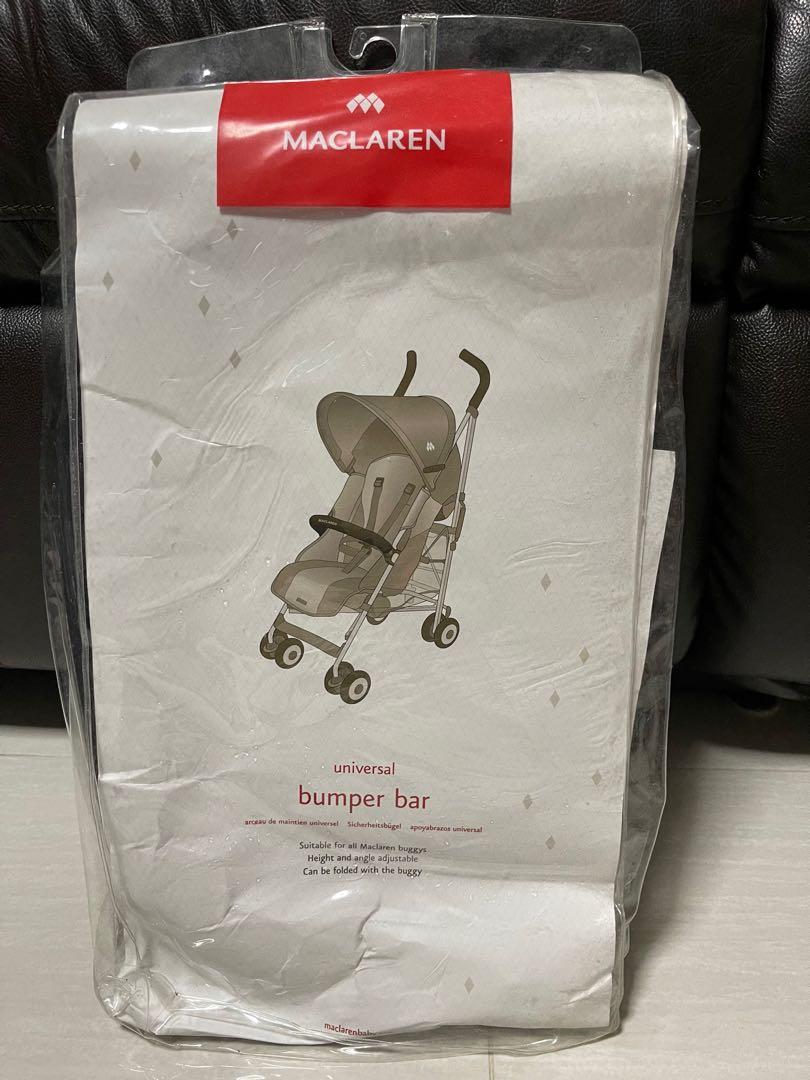 MACLAREN
MACLAREN
universal
bumper bar
arceau de maintien universel Sicherheitsbügel apoyabrazos universal
Suitable for all Maclaren buggys
Height and angle adjustable
Can be folded with the buggy